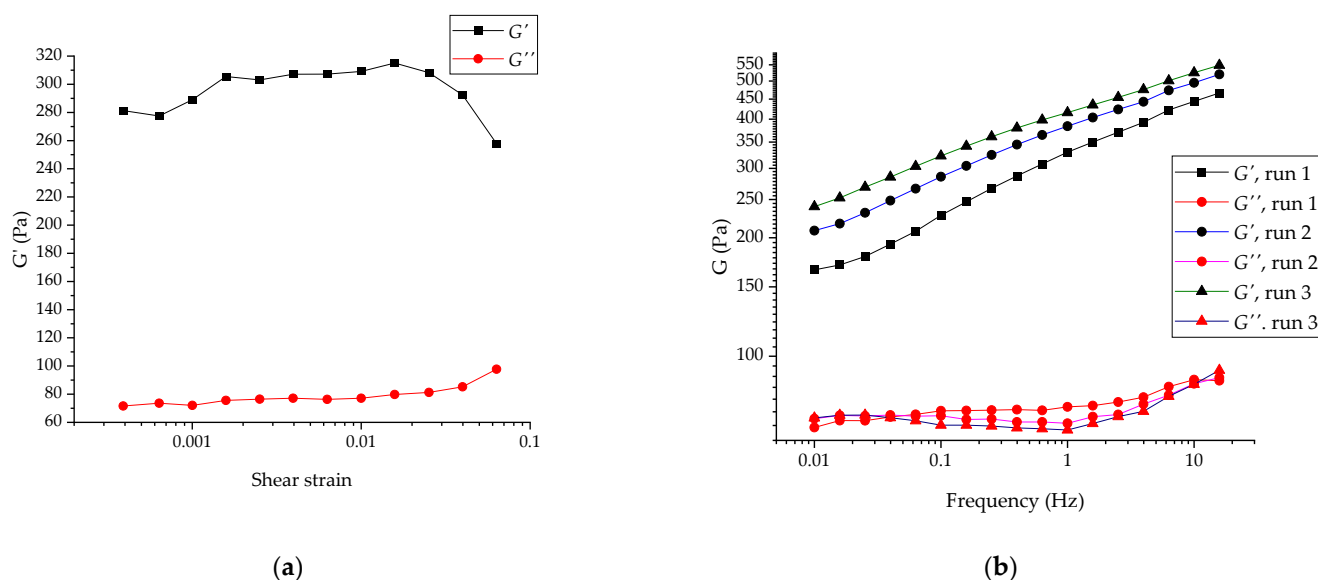 G′
G′′
320
300
280
260
240
220
200
180
160
140
120
100
80
60
G′ (Pa)
0.001
0.01
0.1
Shear strain
(a)
550
500
450
400
350
300
250
200
150
100
G (Pa)
G′, run 1
G′′, run 1
G′, run 2
G′′, run 2
G′, run 3
G′′. run 3
0.01
0.1
1
10
Frequency (Hz)
(b)